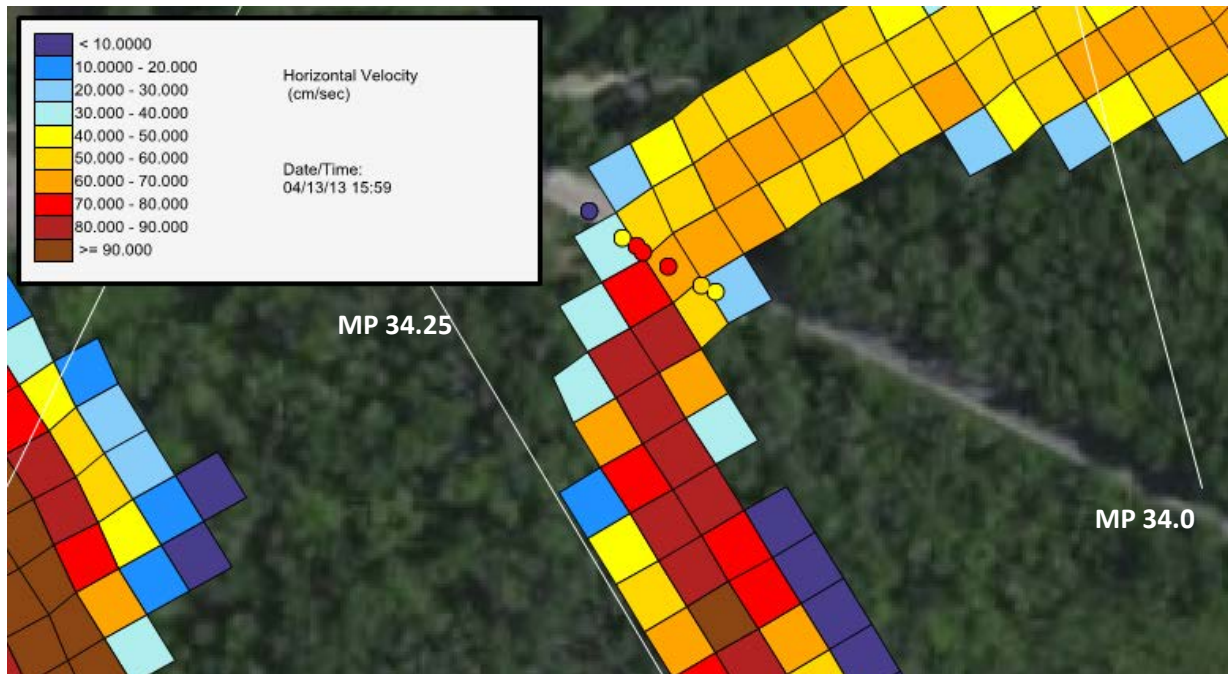 < 10.0000
10.0000 - 20.000
20.000 - 30.000
30.000 - 40.000
40.000 - 50.000
50.000 - 60.000
60.000 - 70.000
70.000 - 80.000
80.000 - 90.000
>= 90.000
Horizontal Velocity
(cm/sec)
Date/Time:
04/13/13 15:59
MP 34.25
MP 34.0